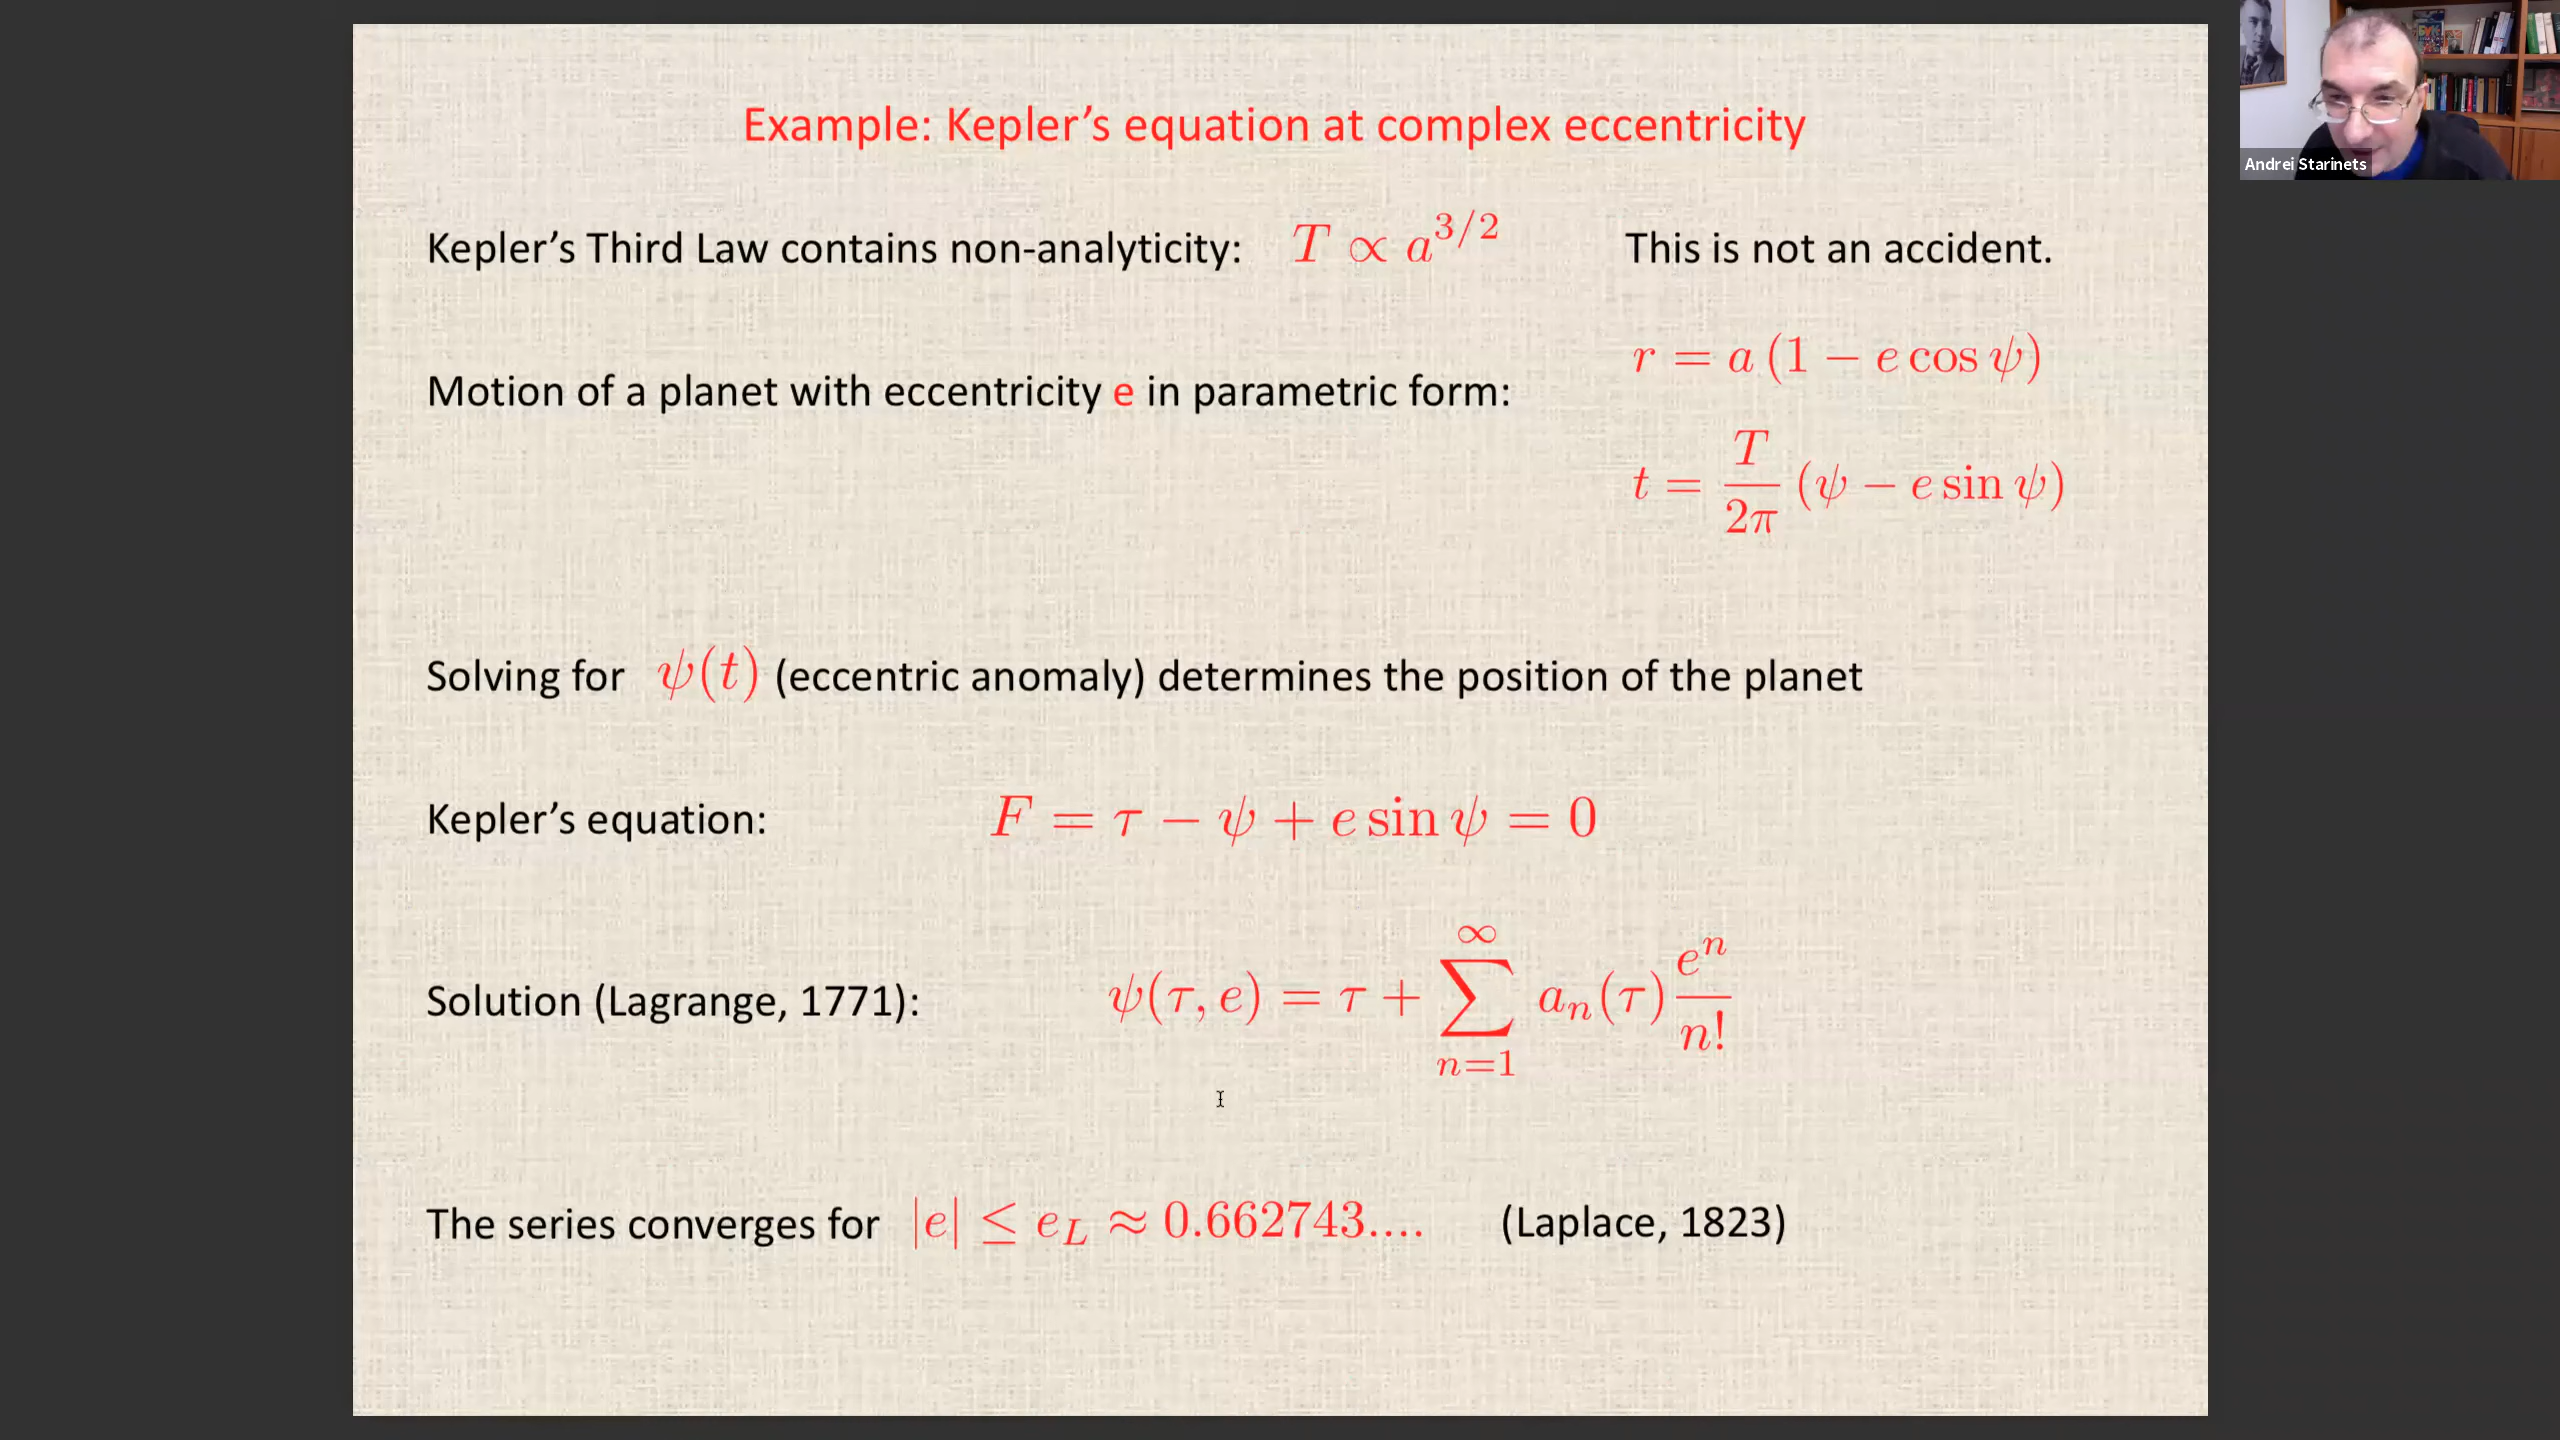 Example: Kepler's equation at complex eccentricity
Kepler's Third Law contains non-analyticity: T ∝ a^{3/2} This is not an accident.
r = a (1 − e cos ψ)
Motion of a planet with eccentricity e in parametric form:
t = \frac{T}{2π} (ψ − e sin ψ)
Solving for ψ(t) (eccentric anomaly) determines the position of the planet
Kepler's equation: F = τ − ψ + e sin ψ = 0
Solution (Lagrange, 1771): ψ(τ, e) = τ + \sum_{n=1}^{∞} a_n(τ) \frac{e^n}{n!}
The series converges for |e| ≤ e_L ≈ 0.662743.... (Laplace, 1823)
Andrei Starinets